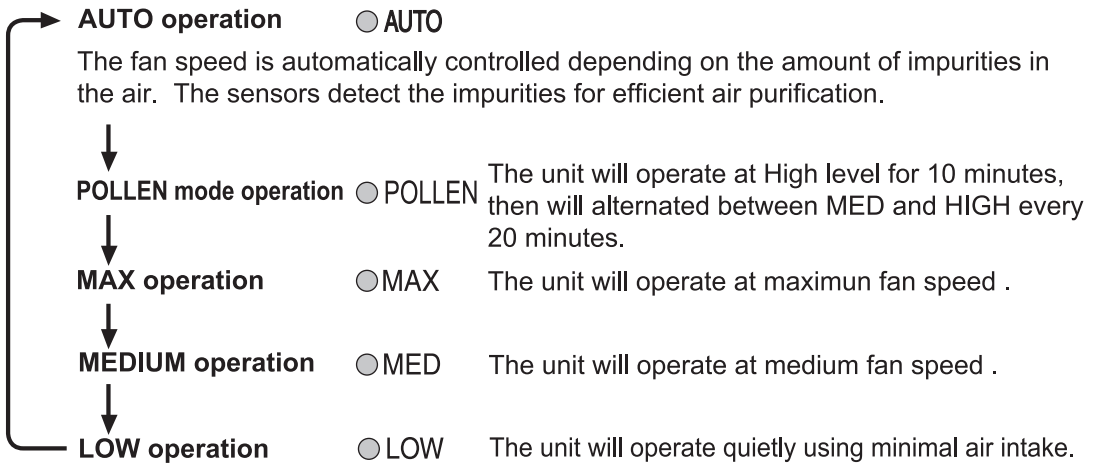 AUTO operation AUTO
The fan speed is automatically controlled depending on the amount of impurities in
the air. The sensors detect the impurities for efficient air purification.
POLLEN mode operation POLLEN The unit will operate at High level for 10 minutes,
then will alternated between MED and HIGH every
20 minutes.
MAX operation MAX The unit will operate at maximun fan speed .
MEDIUM operation MED The unit will operate at medium fan speed .
LOW operation LOW The unit will operate quietly using minimal air intake.